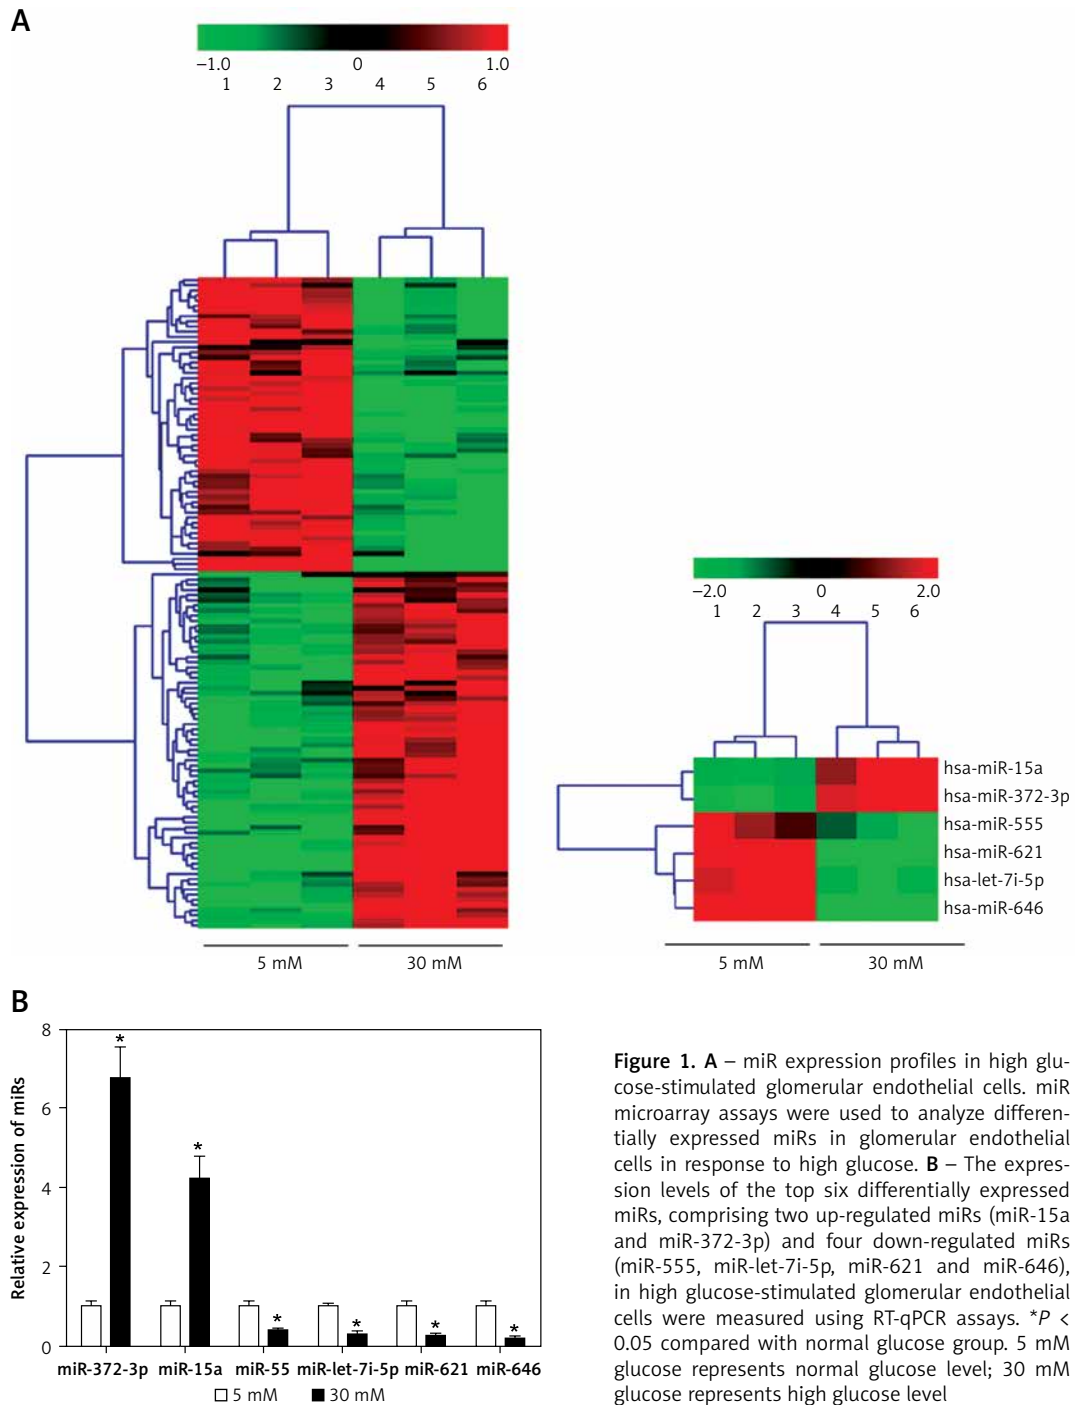 A
−1.0 0 1.0
1 2 3 4 5 6
−2.0 0 2.0
1 2 3 4 5 6
hsa-miR-15a
hsa-miR-372-3p
hsa-miR-555
hsa-miR-621
hsa-let-7i-5p
hsa-miR-646
5 mM 30 mM
5 mM 30 mM
B
Relative expression of miRs
8
6
4
2
0
* * * * * *
miR-372-3p miR-15a miR-55 miR-let-7i-5p miR-621 miR-646
5 mM 30 mM
Figure 1. A – miR expression profiles in high glu-
cose-stimulated glomerular endothelial cells. miR
microarray assays were used to analyze differen-
tially expressed miRs in glomerular endothelial
cells in response to high glucose. B – The expres-
sion levels of the top six differentially expressed
miRs, comprising two up-regulated miRs (miR-15a
and miR-372-3p) and four down-regulated miRs
(miR-555, miR-let-7i-5p, miR-621 and miR-646),
in high glucose-stimulated glomerular endothelial
cells were measured using RT-qPCR assays. *P <
0.05 compared with normal glucose group. 5 mM
glucose represents normal glucose level; 30 mM
glucose represents high glucose level